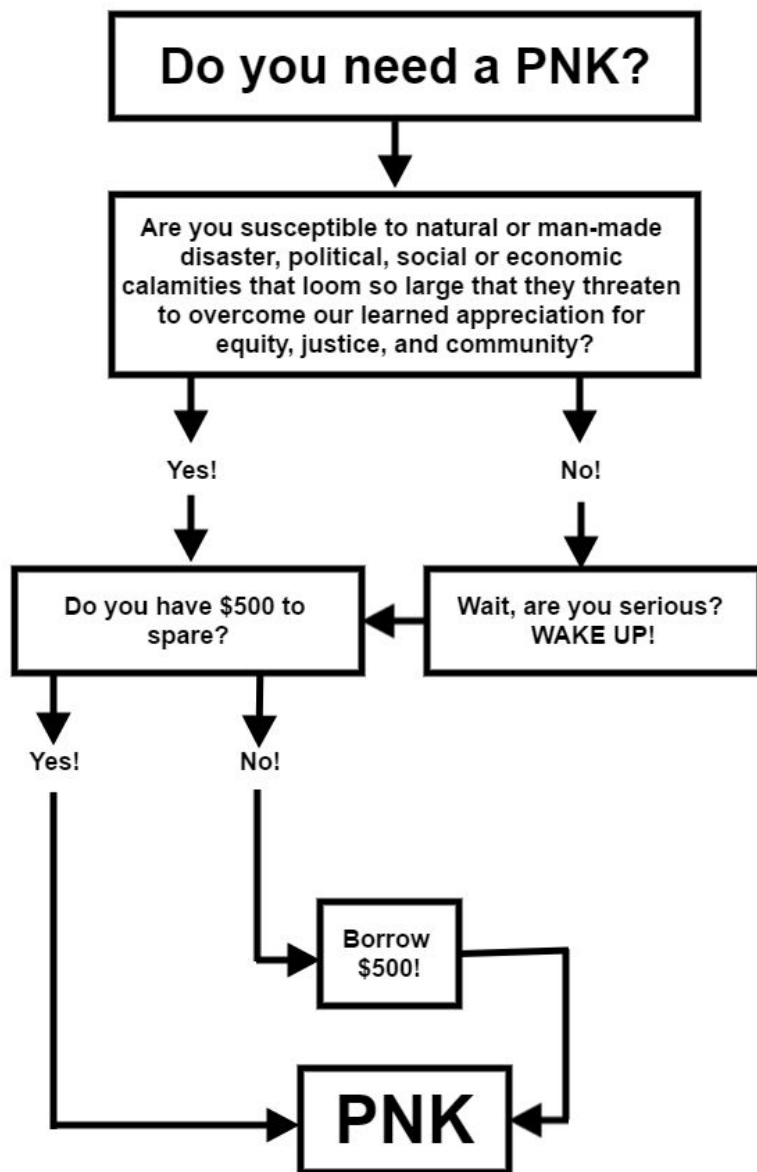 Do you need a PNK?
Are you susceptible to natural or man-made
disaster, political, social or economic
calamities that loom so large that they threaten
to overcome our learned appreciation for
equity, justice, and community?
Yes!
No!
Do you have $500 to
spare?
Wait, are you serious?
WAKE UP!
Yes!
No!
Borrow
$500!
PNK